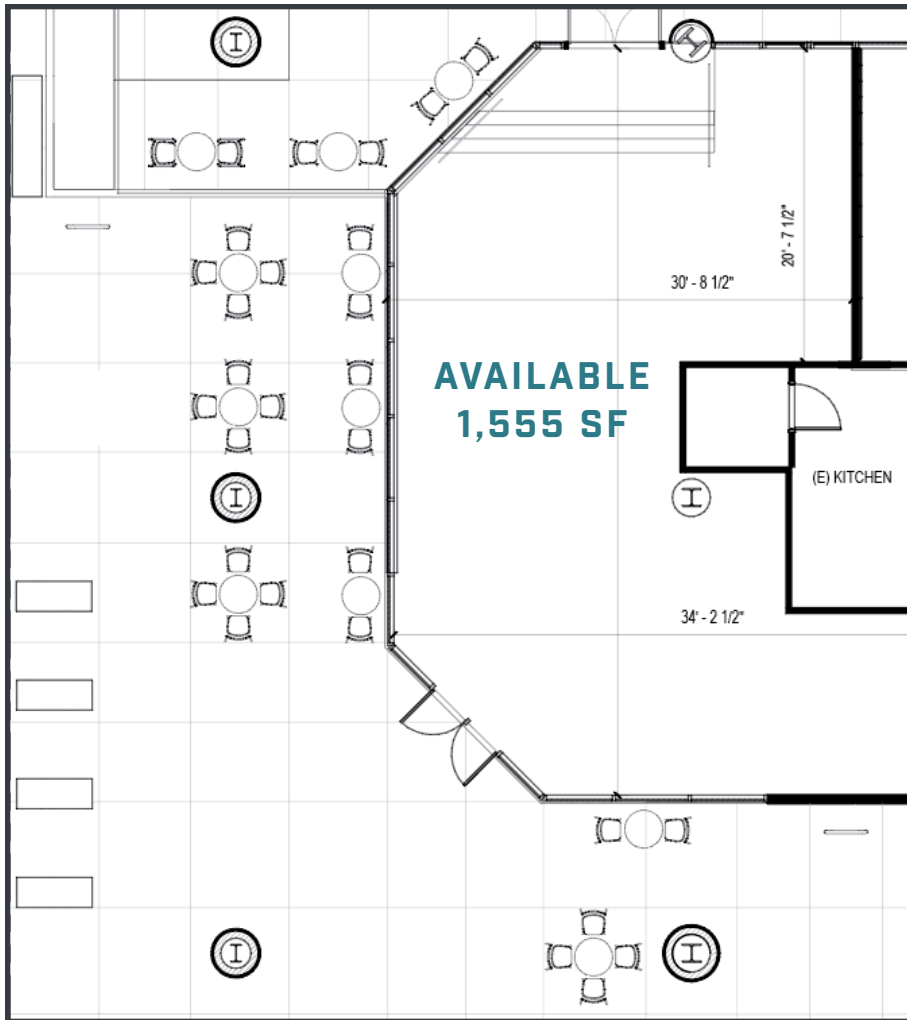 20' - 7 1/2"
30' - 8 1/2"
AVAILABLE
1,555 SF
(E) KITCHEN
34' - 2 1/2"